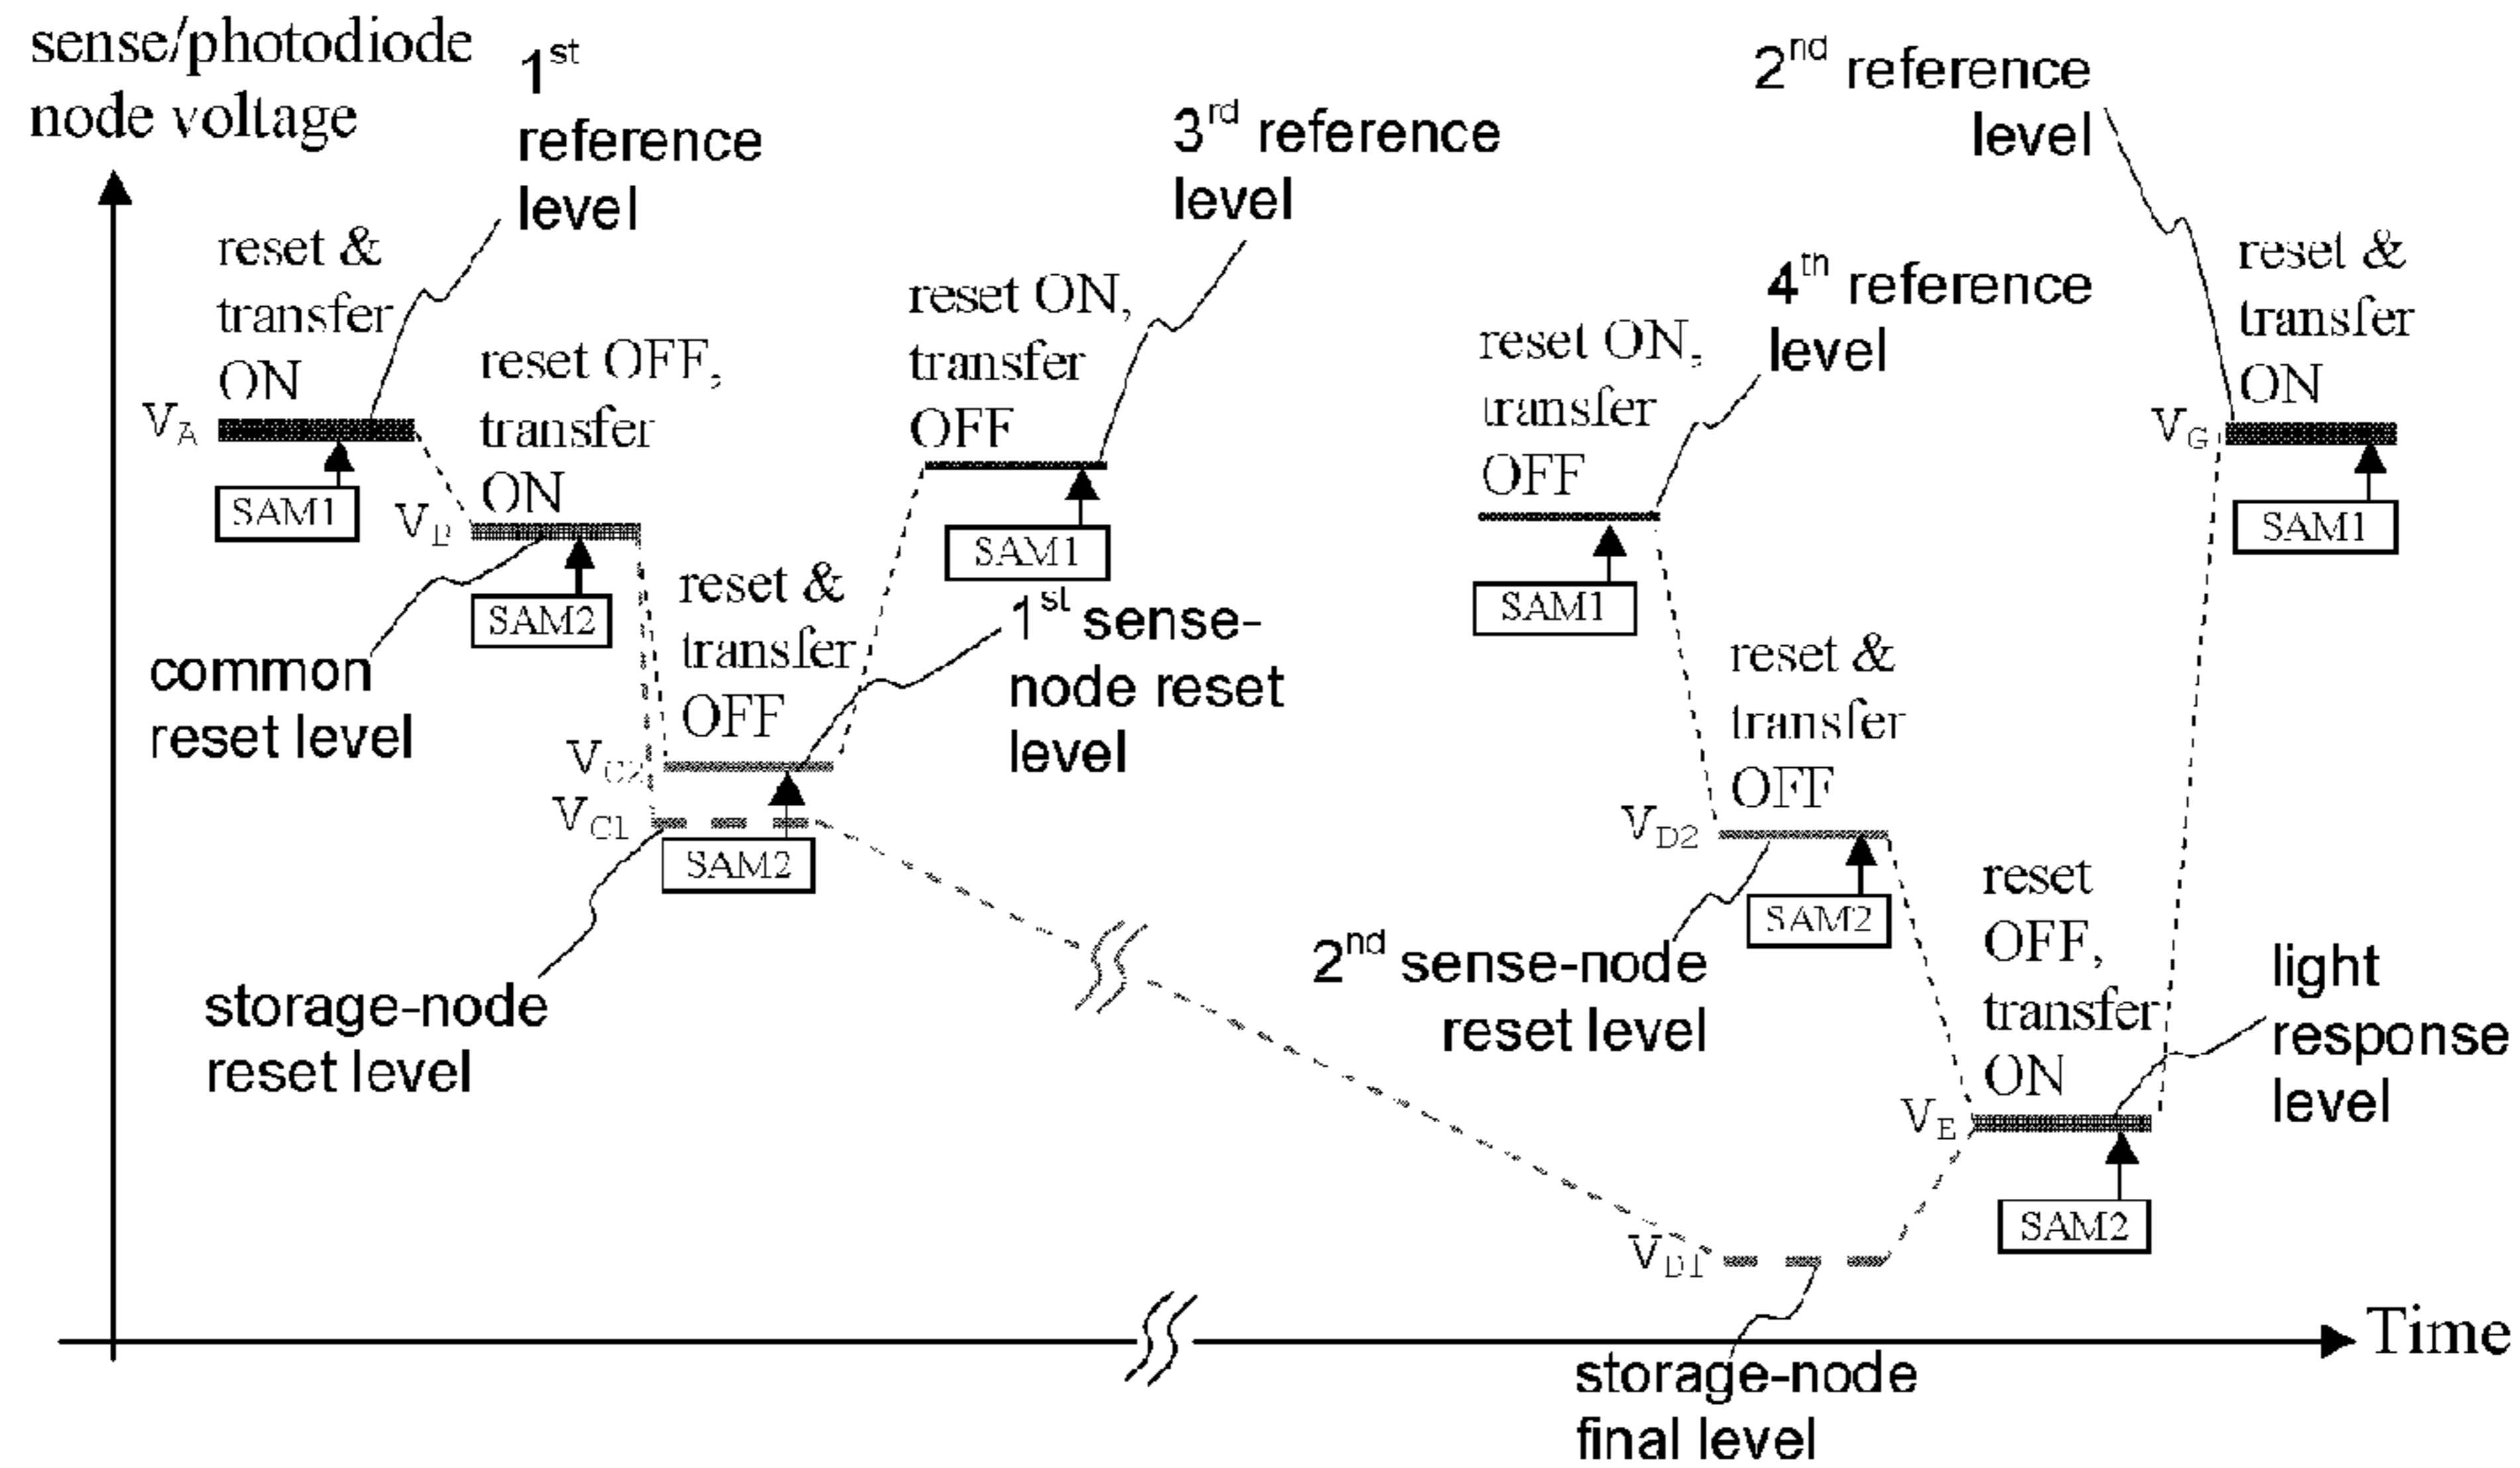 sense/photodiode
node voltage
1st
reference
level
reset &
transfer
ON
VA
SAM1
reset OFF,
transfer
ON
SAM2
common
reset level
reset &
transfer
OFF
VC2
VC1
SAM2
storage-node
reset level
1st sense-
node reset
level
reset ON,
transfer
OFF
SAM1
3rd reference
level
reset ON,
transfer
OFF
SAM1
4th reference
level
reset &
transfer
OFF
VD2
SAM2
2nd sense-node
reset level
VD1
storage-node
final level
reset
OFF,
transfer
ON
VE
SAM2
light
response
level
2nd reference
level
reset &
transfer
ON
VG
SAM1
Time